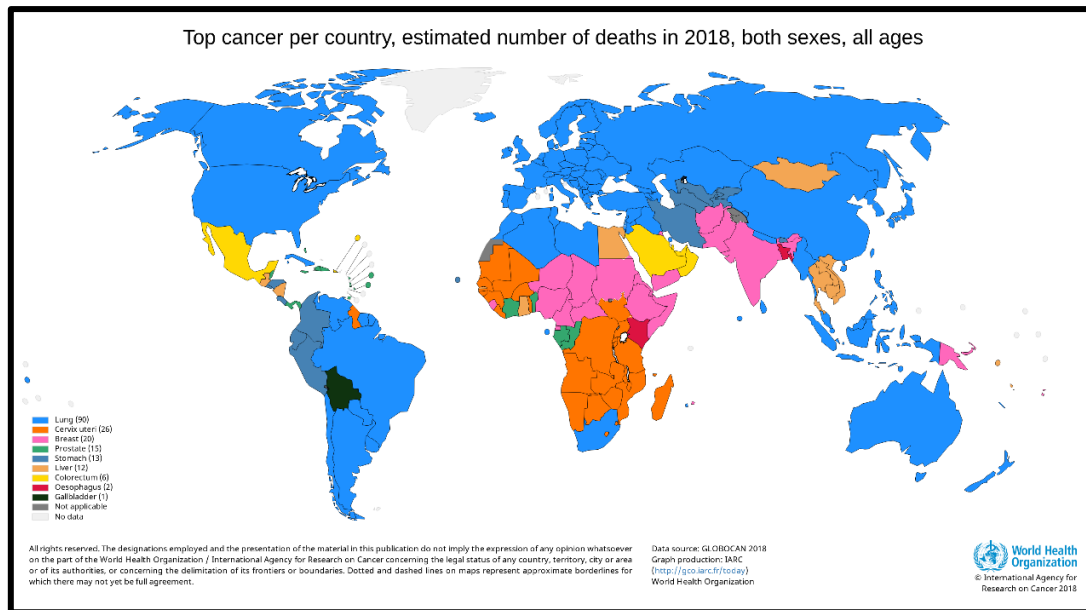 Top cancer per country, estimated number of deaths in 2018, both sexes, all ages
Lung (90)
Cervix uteri (26)
Breast (20)
Prostate (15)
Stomach (13)
Liver (12)
Colorectum (6)
Oesophagus (2)
Gallbladder (1)
Not applicable
No data
All rights reserved. The designations employed and the presentation of the material in this publication do not imply the expression of any opinion whatsoever
on the part of the World Health Organization / International Agency for Research on Cancer concerning the legal status of any country, territory, city or area
or of its authorities, or concerning the delimitation of its frontiers or boundaries. Dotted and dashed lines on maps represent approximate borderlines for
which there may not yet be full agreement.
Data source: GLOBOCAN 2018
Graph production: IARC
(http://gco.iarc.fr/today)
World Health Organization
World Health
Organization
© International Agency for
Research on Cancer 2018